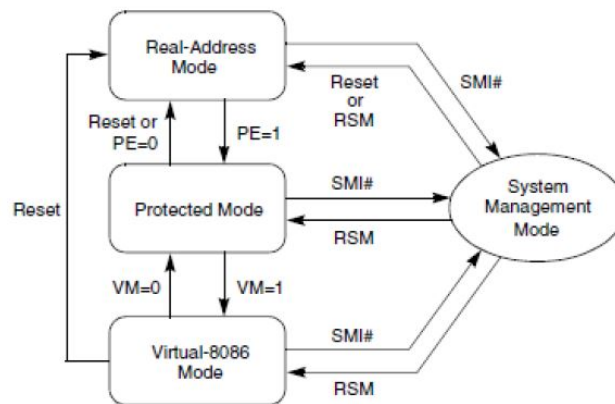 Real-Address
Mode
Reset
or
RSM
SMI#
Reset or
PE=0
PE=1
Reset
Protected Mode
SMI#
RSM
System
Management
Mode
VM=0
VM=1
Virtual-8086
Mode
SMI#
RSM